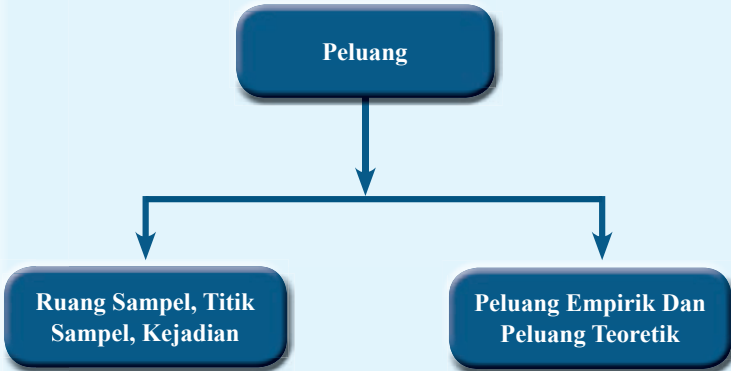 Peluang
Ruang Sampel, Titik
Sampel, Kejadian
Peluang Empirik Dan
Peluang Teoretik